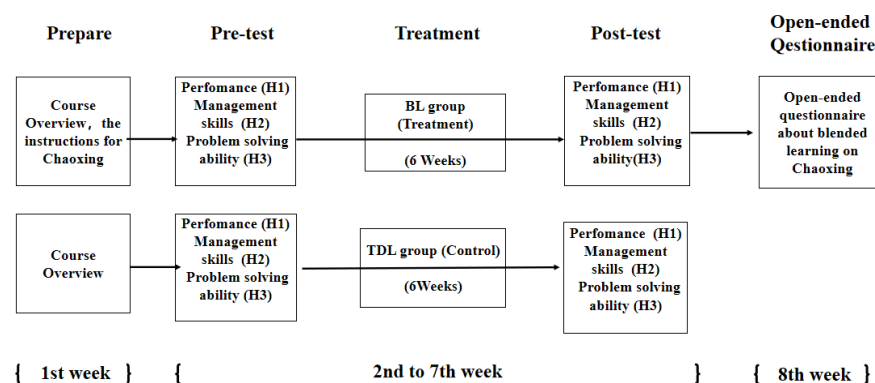 Prepare
Pre-test
Treatment
Post-test
Open-ended
Qestionnaire
Course
Overview, the
instructions for
Chaoxing
Perfomance (H1)
Management
skills (H2)
Problem solving
ability (H3)
BL group
(Treatment)
(6 Weeks)
Perfomance (H1)
Management
skills (H2)
Problem solving
ability(H3)
Open-ended
questionnaire
about blended
learning on
Chaoxing
Course
Overview
Perfomance (H1)
Management
skills (H2)
Problem solving
ability (H3)
TDL group (Control)
(6Weeks)
Perfomance (H1)
Management
skills (H2)
Problem solving
ability (H3)
{ 1st week }
{ 2nd to 7th week }
{ 8th week }